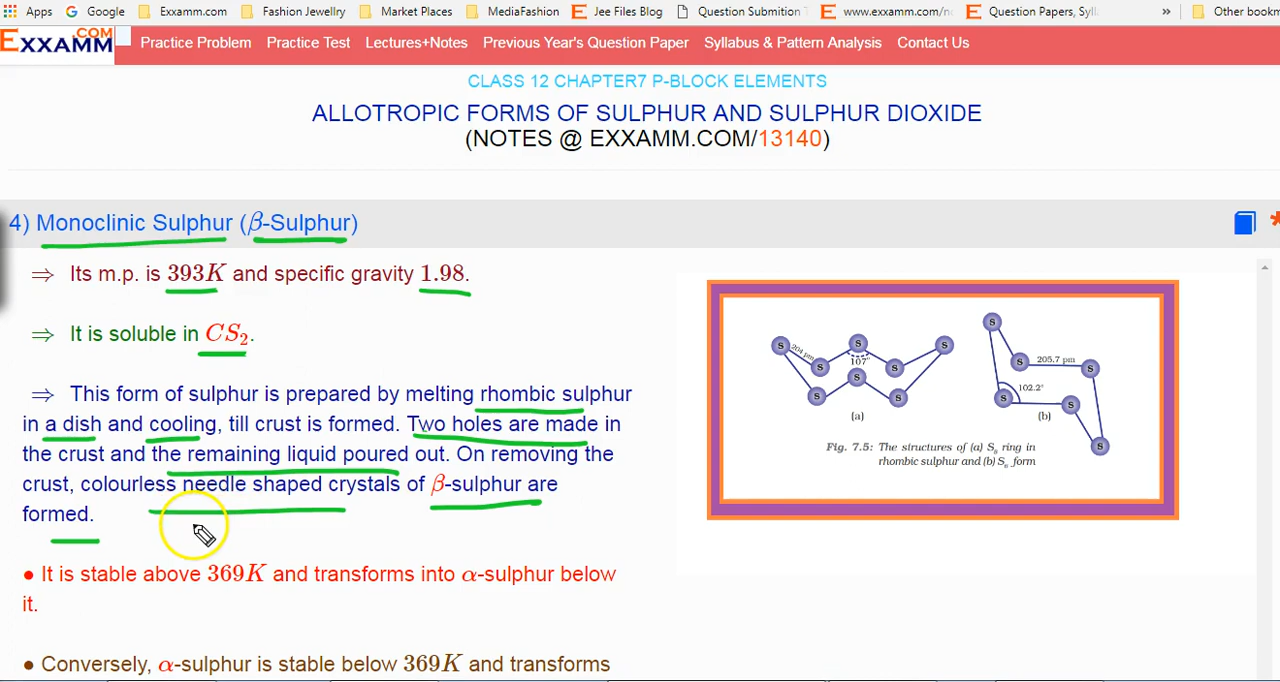 Apps Google Exxamm.com Fashion Jewellry Market Places MediaFashion Jee Files Blog Question Submition www.exxamm.com/n Question Papers, Syll » Other bookm
EXXAMM .COM Practice Problem Practice Test Lectures+Notes Previous Year's Question Paper Syllabus & Pattern Analysis Contact Us
CLASS 12 CHAPTER7 P-BLOCK ELEMENTS
ALLOTROPIC FORMS OF SULPHUR AND SULPHUR DIOXIDE
(NOTES @ EXXAMM.COM/13140)
4) Monoclinic Sulphur (β-Sulphur)
⇒ Its m.p. is 393K and specific gravity 1.98.
⇒ It is soluble in CS₂.
⇒ This form of sulphur is prepared by melting rhombic sulphur
in a dish and cooling, till crust is formed. Two holes are made in
the crust and the remaining liquid poured out. On removing the
crust, colourless needle shaped crystals of β-sulphur are
formed.
• It is stable above 369K and transforms into α-sulphur below
it.
• Conversely, α-sulphur is stable below 369K and transforms
S S S S S S S S
204 pm
107°
(a)
S S S S S S
205.7 pm
102.2°
(b)
Fig. 7.5: The structures of (a) S₈ ring in
rhombic sulphur and (b) S₆ form